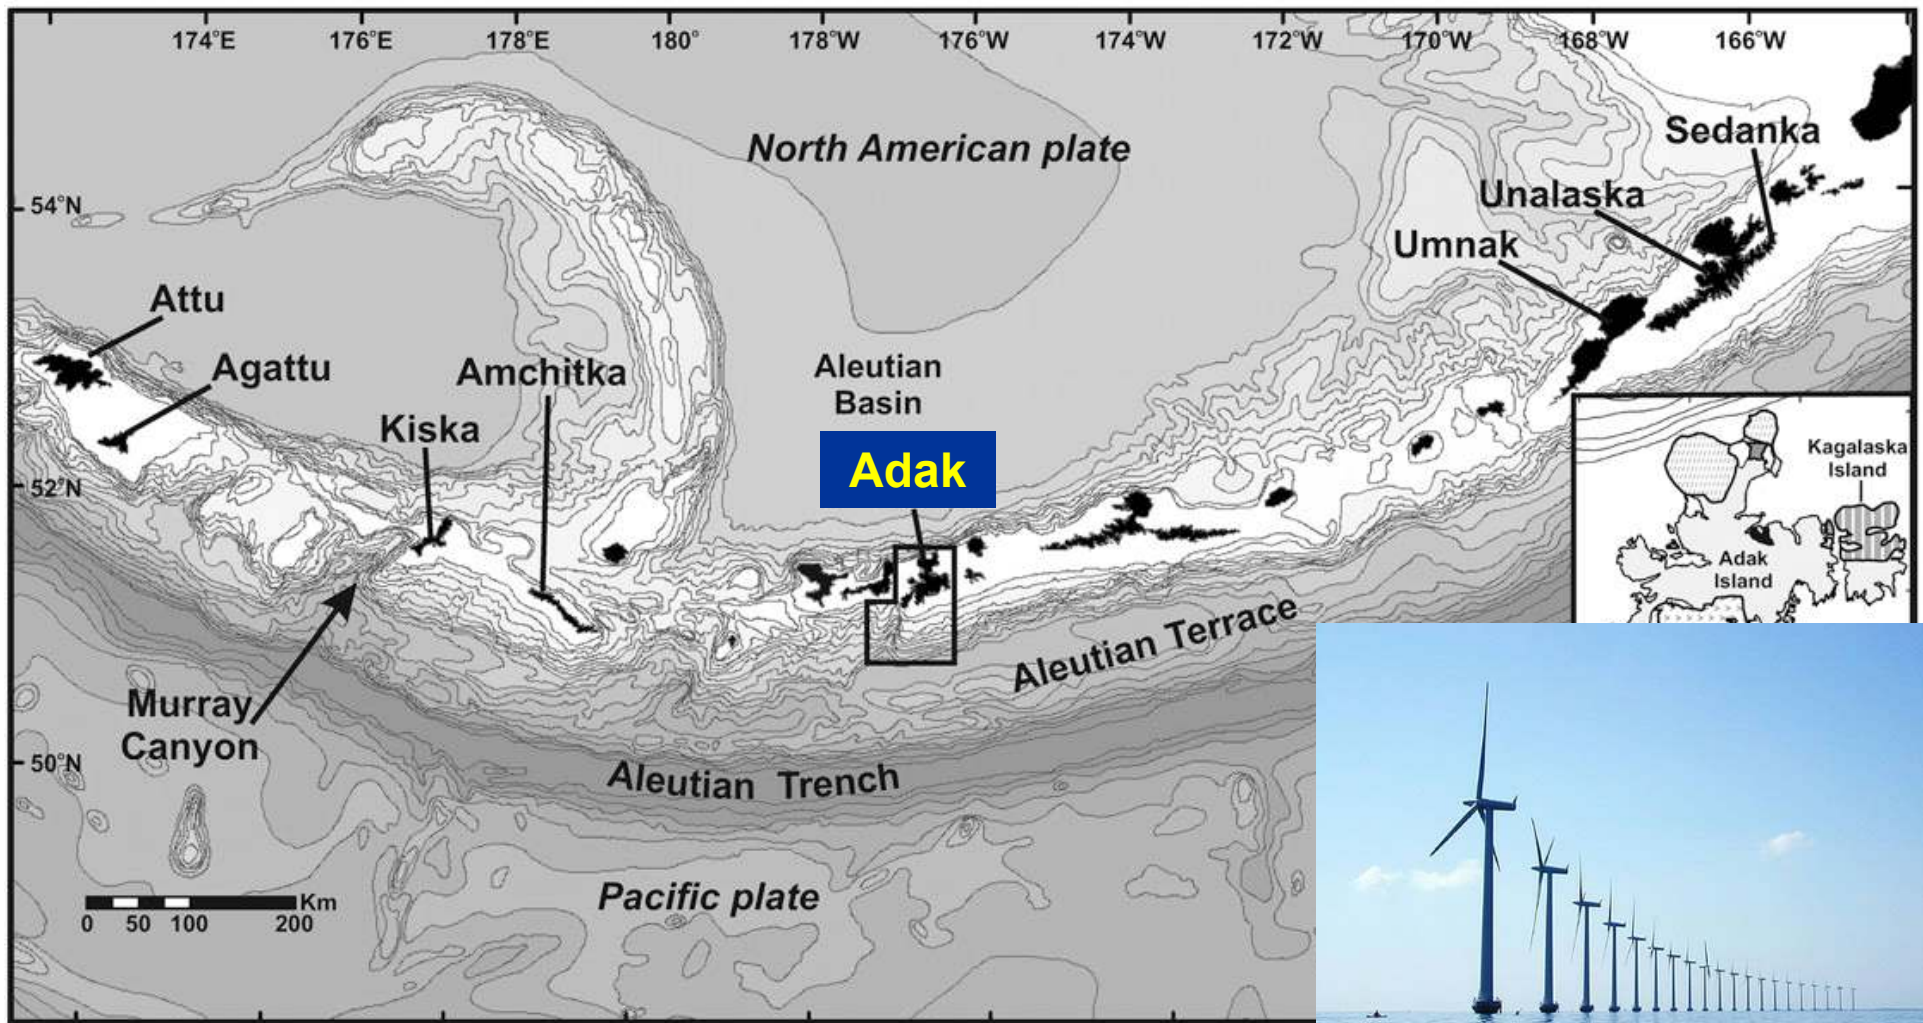 174°E 176°E 178°E 180° 178°W 176°W 174°W 172°W 170°W 168°W 166°W
North American plate
Sedanka
Unalaska
Umnak
54°N
Attu
Agattu
Amchitka
Kiska
Aleutian
Basin
Adak
52°N
Kagalaska
Island
Adak
Island
Aleutian Terrace
Murray
Canyon
50°N
Aleutian Trench
Pacific plate
Km
0 50 100 200